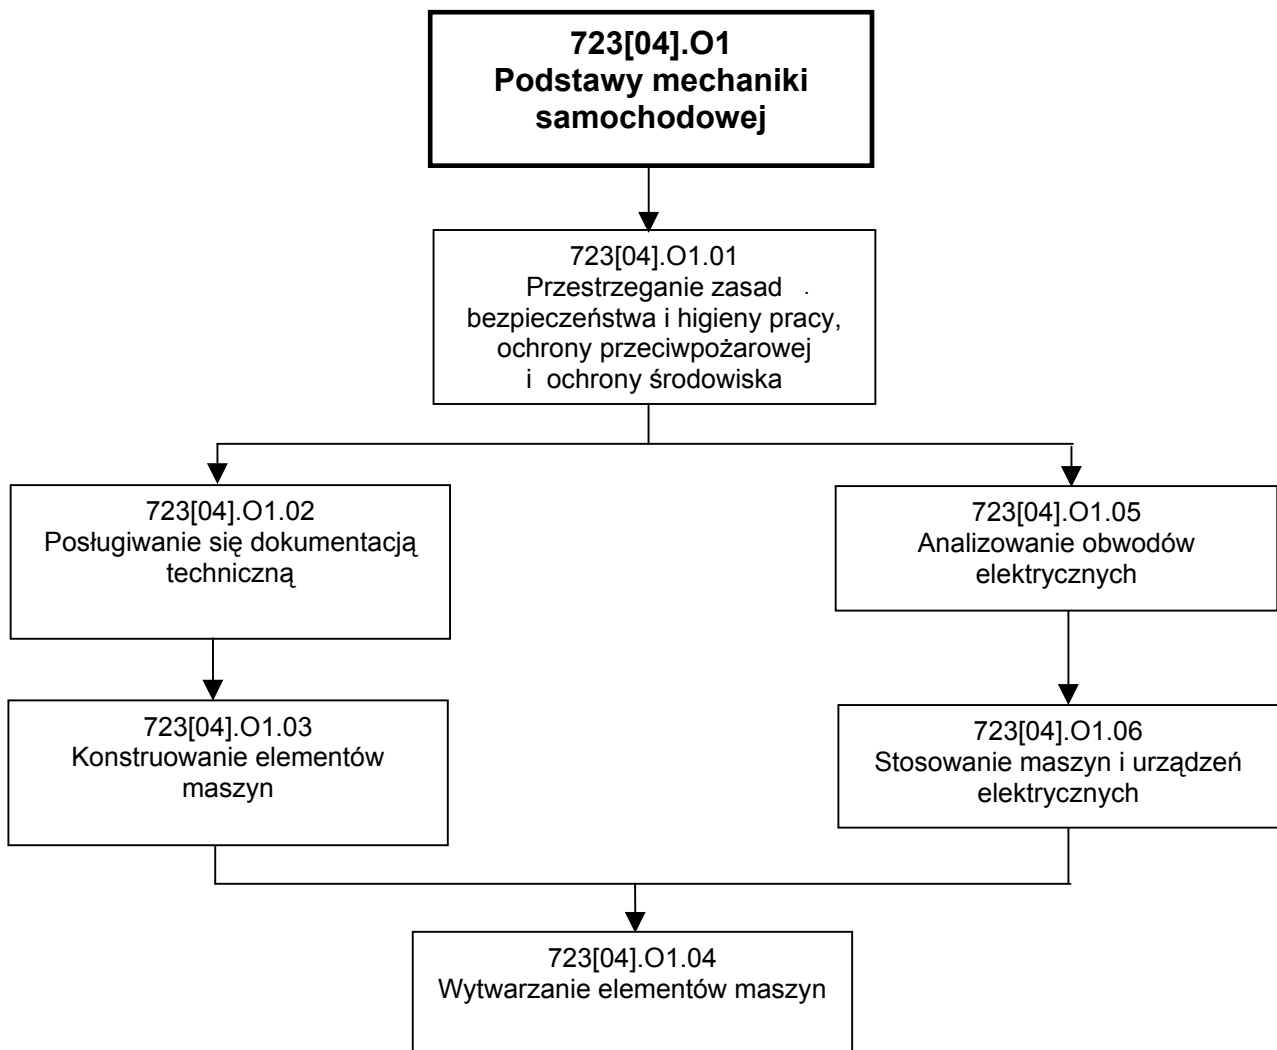 723[04].O1
Podstawy mechaniki
samochodowej
723[04].O1.01
Przestrzeganie zasad
bezpieczeństwa i higieny pracy,
ochrony przeciwpożarowej
i ochrony środowiska
723[04].O1.02
Posługiwanie się dokumentacją
techniczną
723[04].O1.05
Analizowanie obwodów
elektrycznych
723[04].O1.03
Konstruowanie elementów
maszyn
723[04].O1.06
Stosowanie maszyn i urządzeń
elektrycznych
723[04].O1.04
Wytwarzanie elementów maszyn